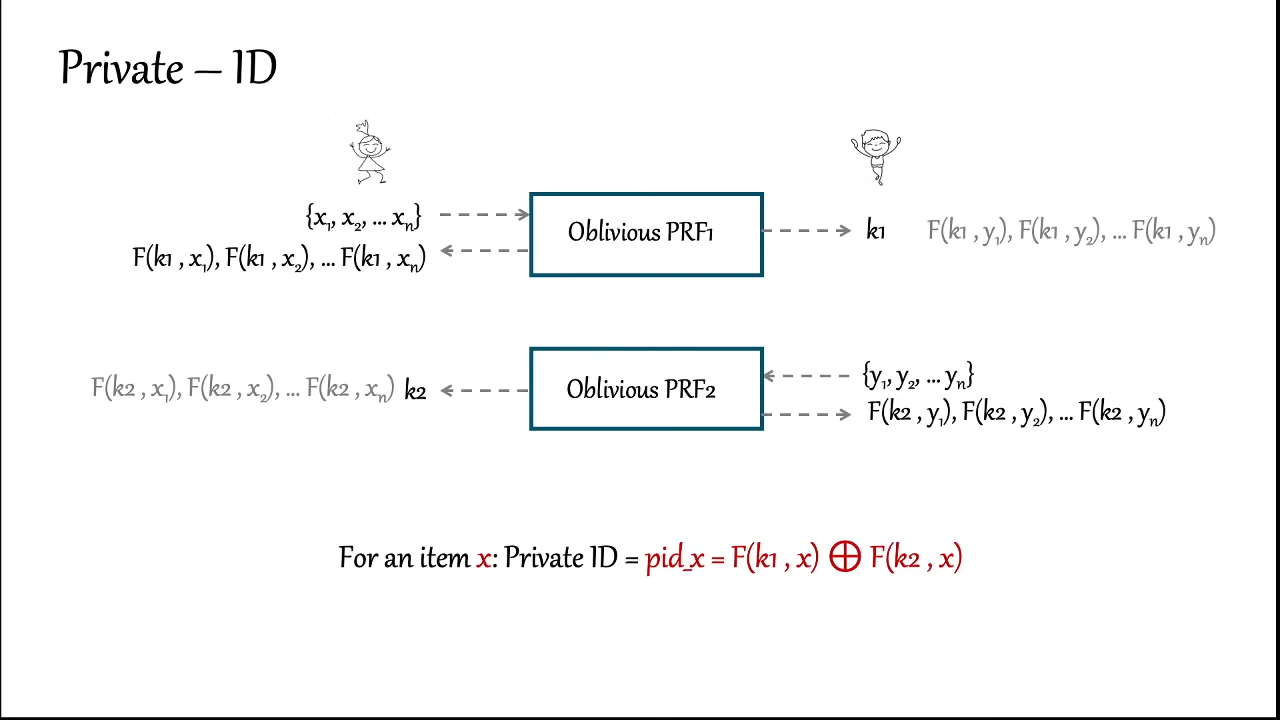 Private – ID
{x₁, x₂, ... xₙ}
Oblivious PRF1
k1 F(k1 , y₁), F(k1 , y₂), ... F(k1 , yₙ)
F(k1 , x₁), F(k1 , x₂), ... F(k1 , xₙ)
{y₁, y₂, ... yₙ}
F(k2 , x₁), F(k2 , x₂), ... F(k2 , xₙ) k2
Oblivious PRF2
F(k2 , y₁), F(k2 , y₂), ... F(k2 , yₙ)
For an item x: Private ID = pid_x = F(k1 , x) ⊕ F(k2 , x)